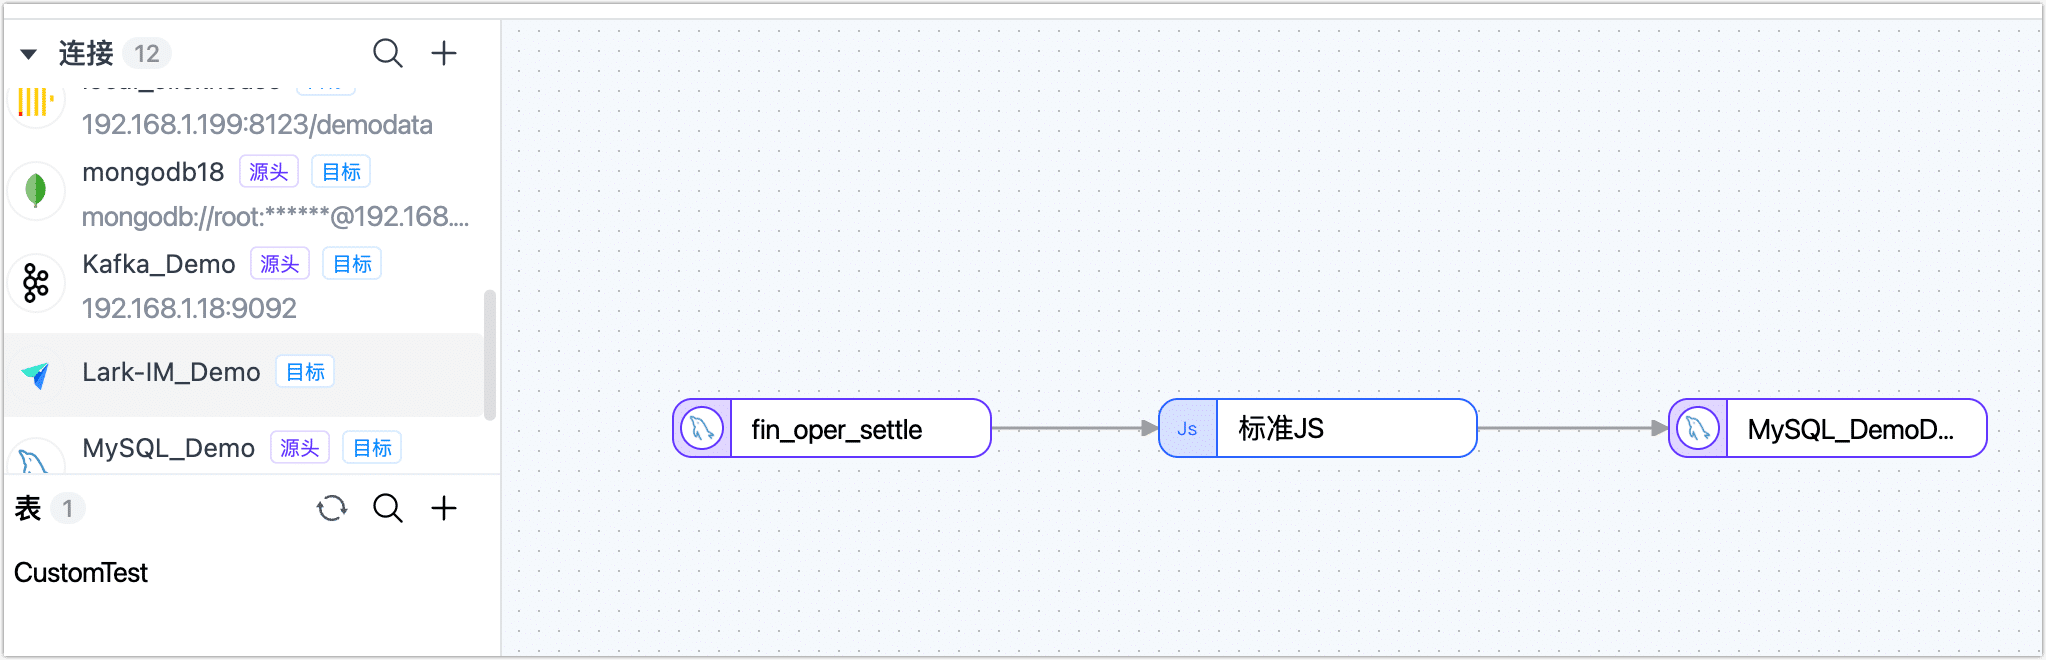 连接 12
192.168.1.199:8123/demodata
mongodb18 源头 目标
mongodb://root:******@192.168....
Kafka_Demo 源头 目标
192.168.1.18:9092
Lark-IM_Demo 目标
MySQL_Demo 源头 目标
表 1
CustomTest
fin_oper_settle
Js 标准JS
MySQL_DemoD...